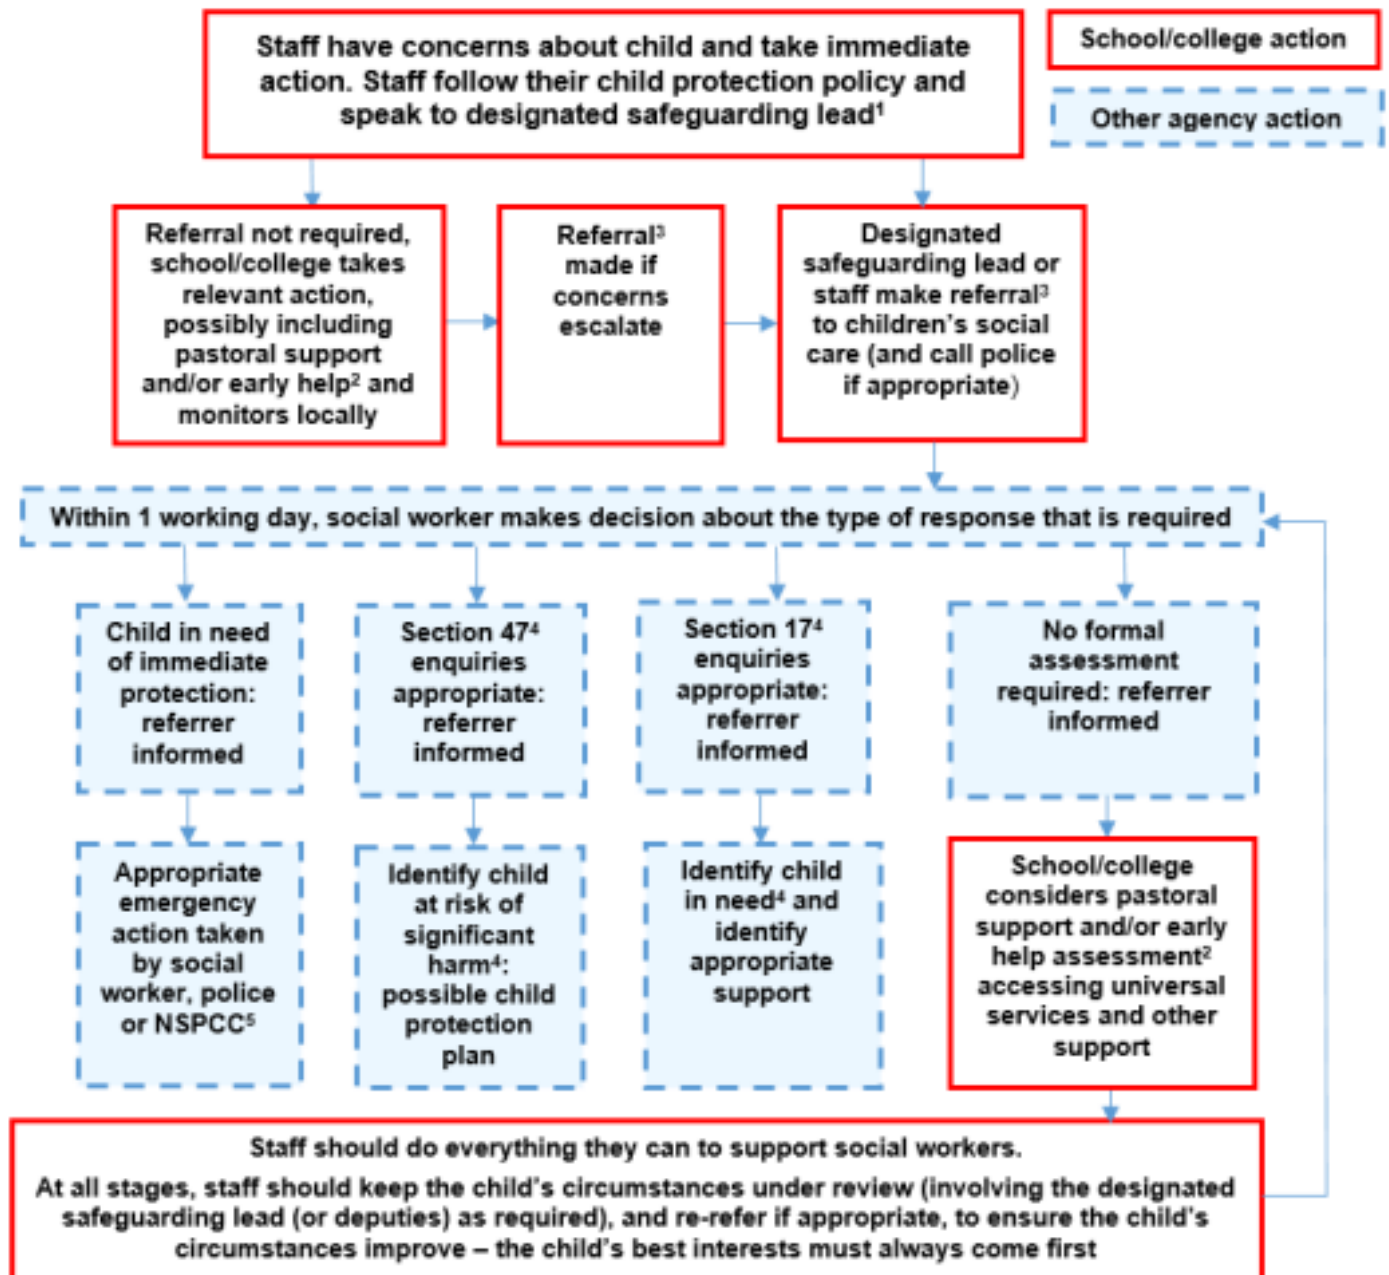 Staff have concerns about child and take immediate
action. Staff follow their child protection policy and
speak to designated safeguarding lead¹
School/college action
Other agency action
Referral not required,
school/college takes
relevant action,
possibly including
pastoral support
and/or early help² and
monitors locally
Referral³
made if
concerns
escalate
Designated
safeguarding lead or
staff make referral³
to children's social
care (and call police
if appropriate)
Within 1 working day, social worker makes decision about the type of response that is required
Child in need
of immediate
protection:
referrer
informed
Section 47⁴
enquiries
appropriate:
referrer
informed
Section 17⁴
enquiries
appropriate:
referrer
informed
No formal
assessment
required: referrer
informed
Appropriate
emergency
action taken
by social
worker, police
or NSPCC⁵
Identify child
at risk of
significant
harm⁴:
possible child
protection
plan
Identify child
in need⁴ and
identify
appropriate
support
School/college
considers pastoral
support and/or early
help assessment²
accessing universal
services and other
support
Staff should do everything they can to support social workers.
At all stages, staff should keep the child's circumstances under review (involving the designated
safeguarding lead (or deputies) as required), and re-refer if appropriate, to ensure the child's
circumstances improve – the child's best interests must always come first